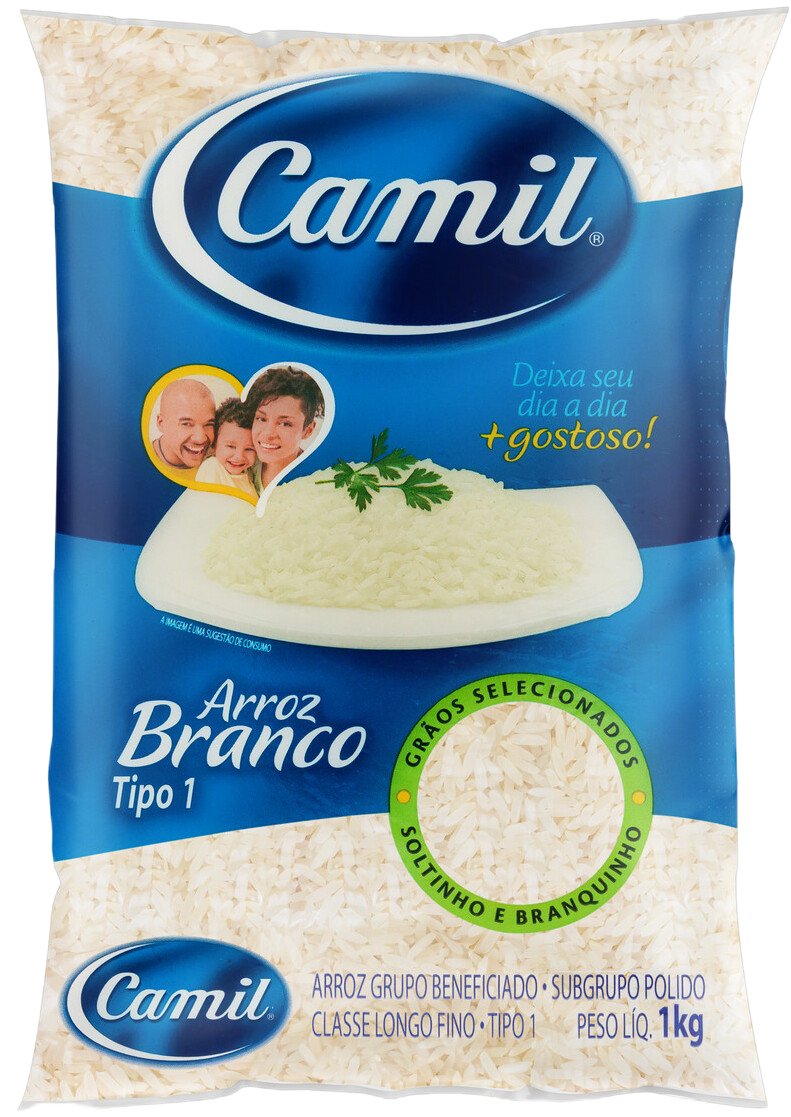 Camil®
Deixa seu
dia a dia
+gostoso!
A IMAGEM É UMA SUGESTÃO DE CONSUMO
Arroz
Branco
Tipo 1
GRÃOS SELECIONADOS
SOLTINHO E BRANQUINHO
Camil®
ARROZ GRUPO BENEFICIADO • SUBGRUPO POLIDO
CLASSE LONGO FINO • TIPO 1 PESO LÍQ. 1kg